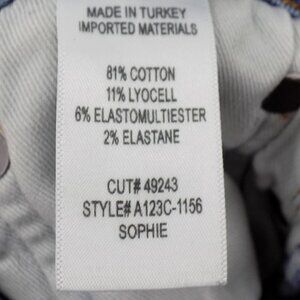 MADE IN TURKEY
IMPORTED MATERIALS
81% COTTON
11% LYOCELL
6% ELASTOMULTIESTER
2% ELASTANE
CUT# 49243
STYLE# A123C-1156
SOPHIE